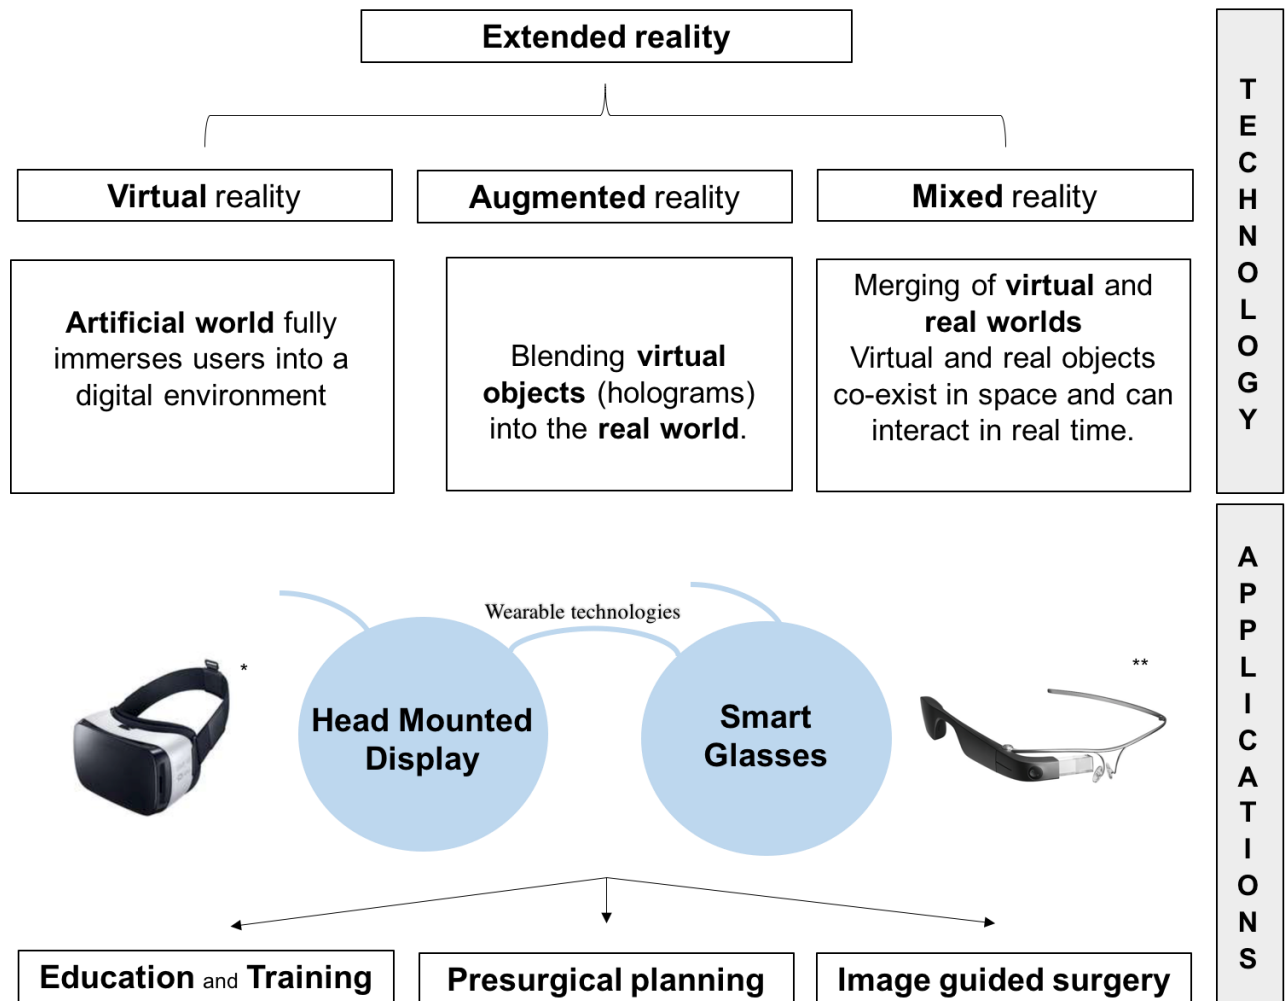 Extended reality
Virtual reality
Augmented reality
Mixed reality
Artificial world fully
immerses users into a
digital environment
Blending virtual
objects (holograms)
into the real world.
Merging of virtual and
real worlds
Virtual and real objects
co-exist in space and can
interact in real time.
TECHNOLOGY
Wearable technologies
*
Head Mounted
Display
Smart
Glasses
**
Education and Training
Presurgical planning
Image guided surgery
APPLICATIONS